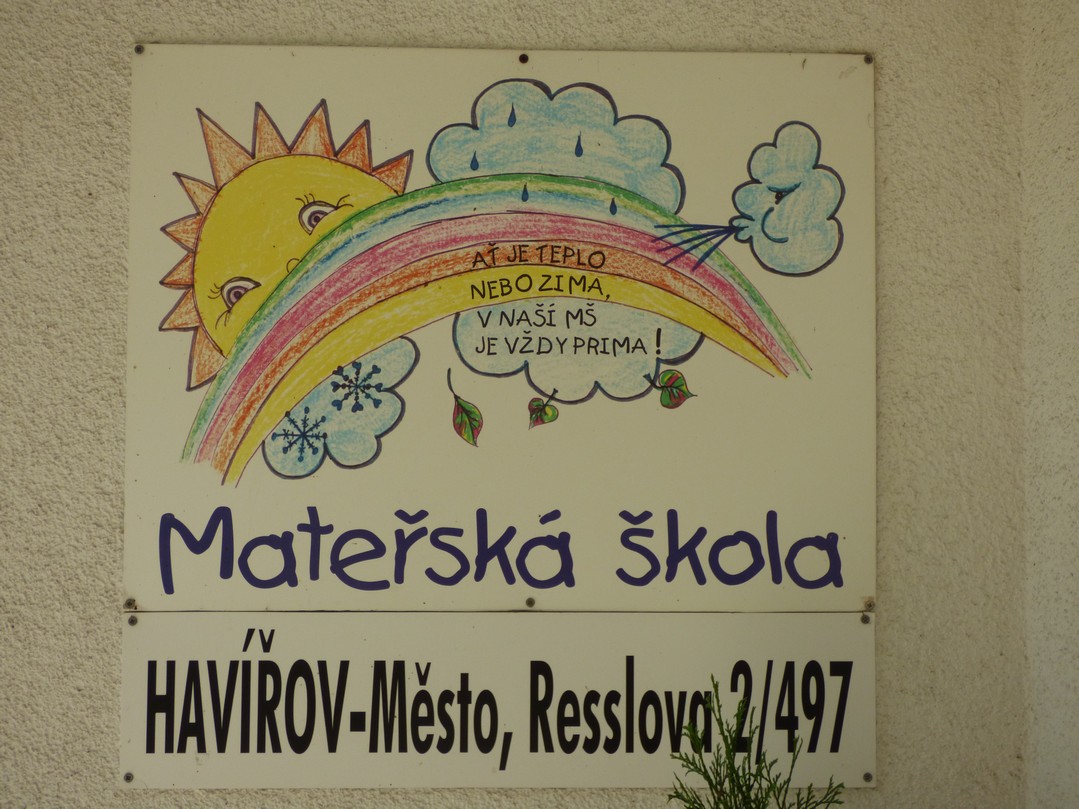 AŤ JE TEPLO
NEBO ZIMA,
V NAŠÍ MŠ
JE VŽDY PRIMA!
Mateřská škola
HAVÍŘOV-Město, Resslova 2/497